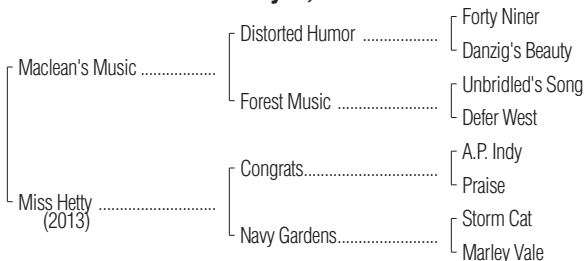 Forty Niner
Distorted Humor ..................
Danzig's Beauty
Maclean's Music ..................
Unbridled's Song
Forest Music ........................
Defer West
A.P. Indy
Congrats................................
Praise
Miss Hetty ............................
(2013)
Storm Cat
Navy Gardens........................
Marley Vale